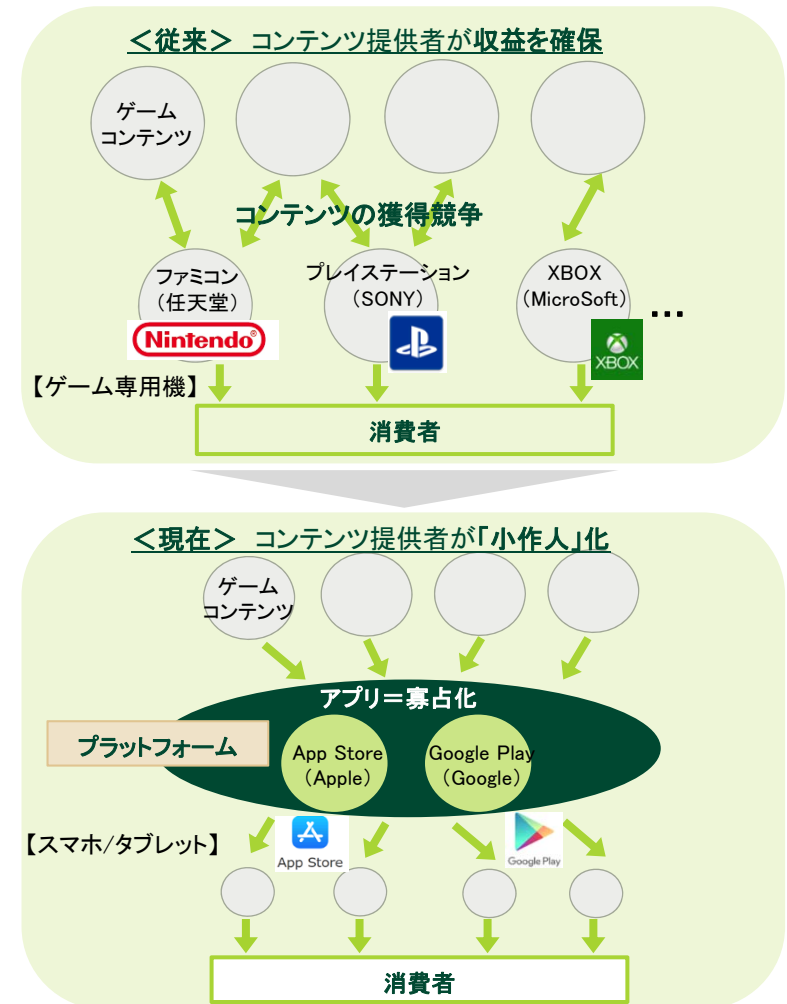 ＜従来＞ コンテンツ提供者が収益を確保
ゲーム
コンテンツ
コンテンツの獲得競争
ファミコン
（任天堂）
Nintendo®
プレイステーション
（SONY）
XBOX
（MicroSoft）
XBOX
…
【ゲーム専用機】
消費者
＜現在＞ コンテンツ提供者が「小作人」化
ゲーム
コンテンツ
アプリ＝寡占化
プラットフォーム
App Store
（Apple）
Google Play
（Google）
【スマホ/タブレット】
App Store
Google Play
消費者